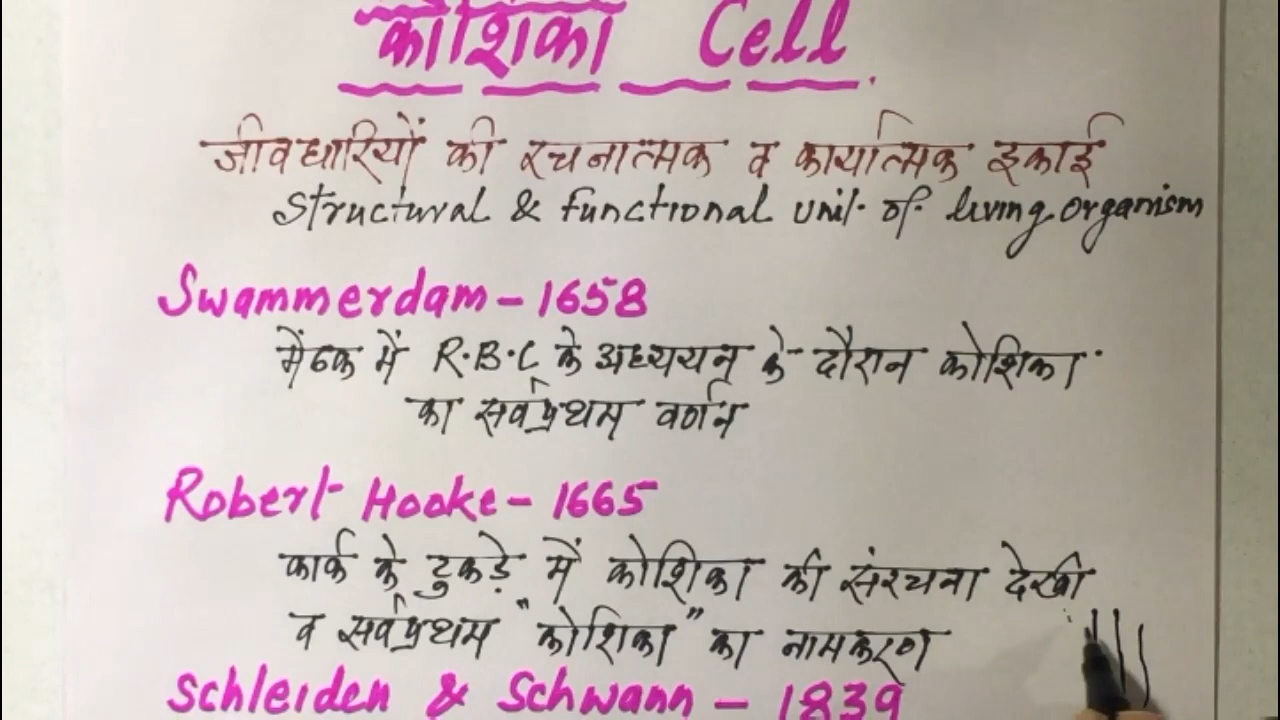 कोशिका Cell
जीवधारियों की रचनात्मक व कार्यात्मक इकाई
Structural & functional unit of living organism
Swammerdam - 1658
मेंढक में R.B.C के अध्ययन के दौरान कोशिका
का सर्वप्रथम वर्णन
Robert Hooke - 1665
कार्क के टुकड़े में कोशिका की संरचना देखी
व सर्वप्रथम "कोशिका" का नामकरण
Schleiden & Schwann - 1839